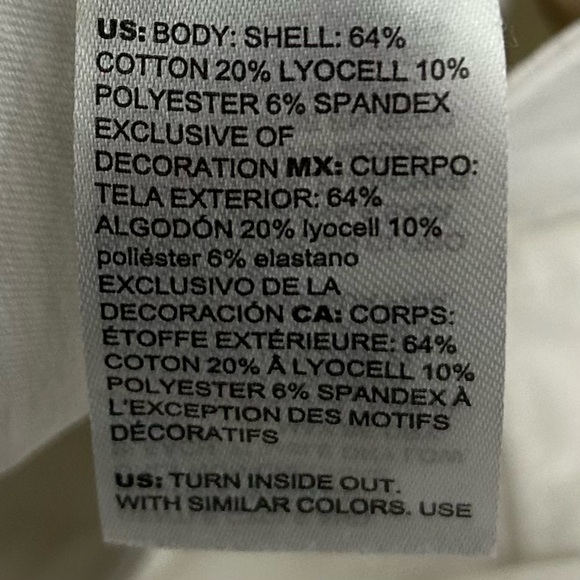 US: BODY: SHELL: 64%
COTTON 20% LYOCELL 10%
POLYESTER 6% SPANDEX
EXCLUSIVE OF
DECORATION MX: CUERPO:
TELA EXTERIOR: 64%
ALGODÓN 20% lyocell 10%
poliéster 6% elastano
EXCLUSIVO DE LA
DECORACIÓN CA: CORPS:
ÉTOFFE EXTÉRIEURE: 64%
COTON 20% Â LYOCELL 10%
POLYESTER 6% SPANDEX À
L'EXCEPTION DES MOTIFS
DÉCORATIFS
US: TURN INSIDE OUT.
WITH SIMILAR COLORS. USE